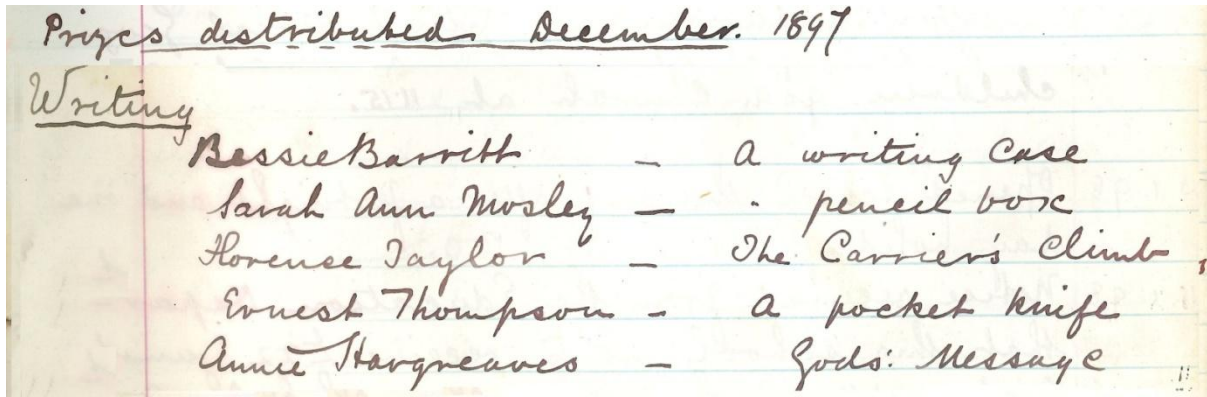 Prizes distributed December. 1897
Writing
Bessie Barritt — A writing case
Sarah Ann Mosley — " pencil box
Florence Taylor — The Carrier's Climb
Ernest Thompson — A pocket knife
Annie Hargreaves — Gods' Message